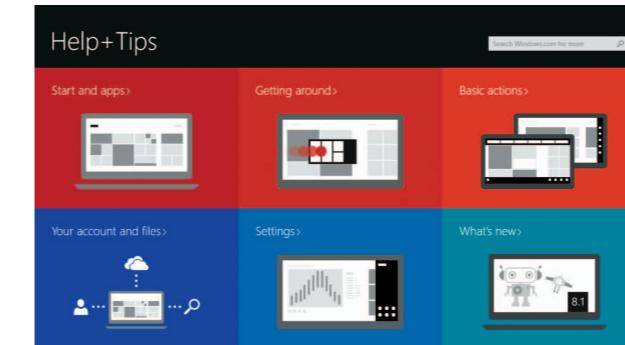 Help+Tips
Search Windows.com for more
Start and apps>
Getting around>
Basic actions>
Your account and files>
Settings>
What's new>
8.1